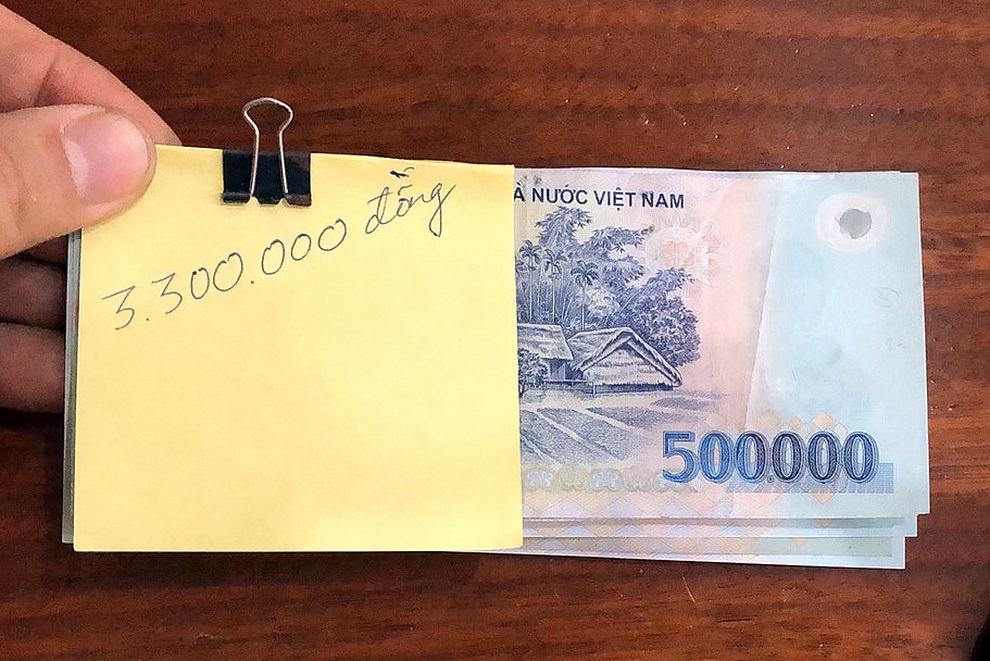 3.300.000 đồng
À NƯỚC VIỆT NAM
500000